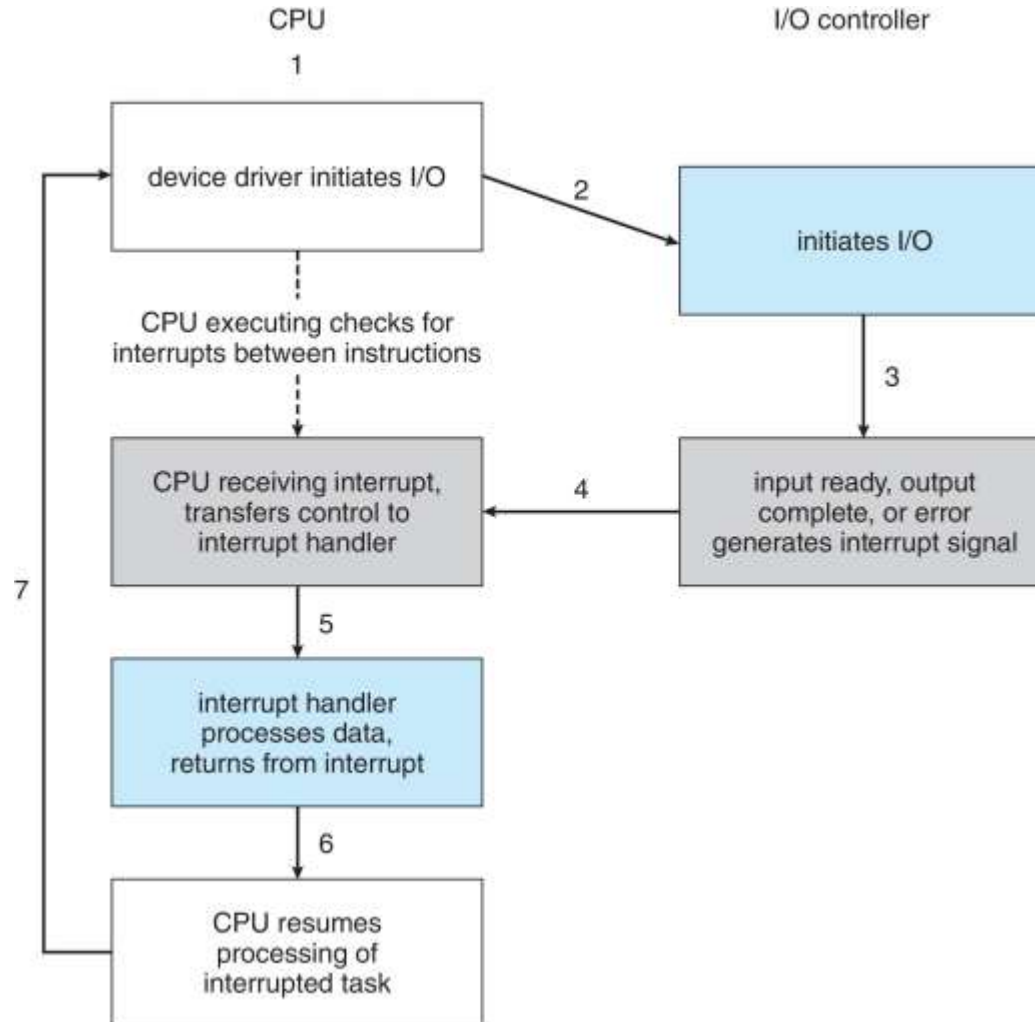 CPU
I/O controller
1
device driver initiates I/O
2
initiates I/O
CPU executing checks for
interrupts between instructions
3
CPU receiving interrupt,
transfers control to
interrupt handler
4
input ready, output
complete, or error
generates interrupt signal
7
5
interrupt handler
processes data,
returns from interrupt
6
CPU resumes
processing of
interrupted task